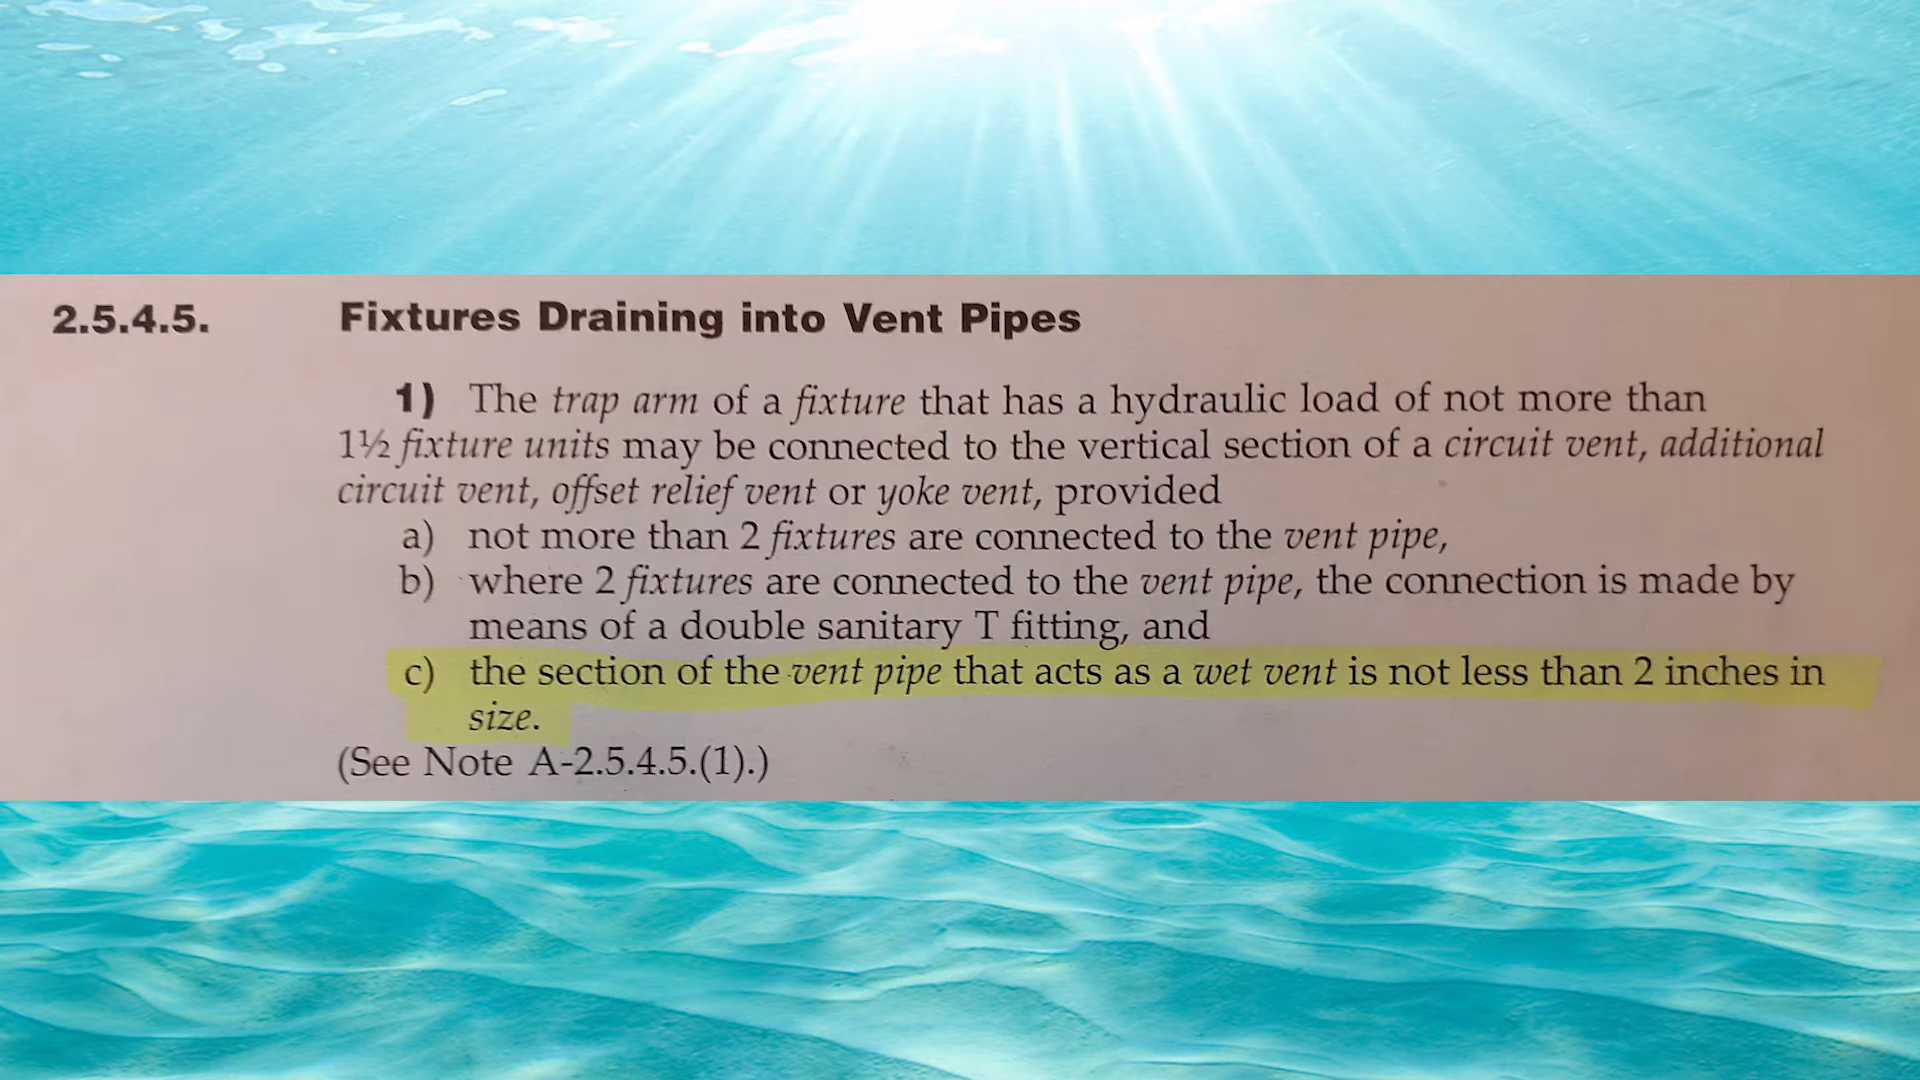 2.5.4.5. Fixtures Draining into Vent Pipes
1) The trap arm of a fixture that has a hydraulic load of not more than
1½ fixture units may be connected to the vertical section of a circuit vent, additional
circuit vent, offset relief vent or yoke vent, provided
a) not more than 2 fixtures are connected to the vent pipe,
b) where 2 fixtures are connected to the vent pipe, the connection is made by
means of a double sanitary T fitting, and
c) the section of the vent pipe that acts as a wet vent is not less than 2 inches in
size.
(See Note A-2.5.4.5.(1).)